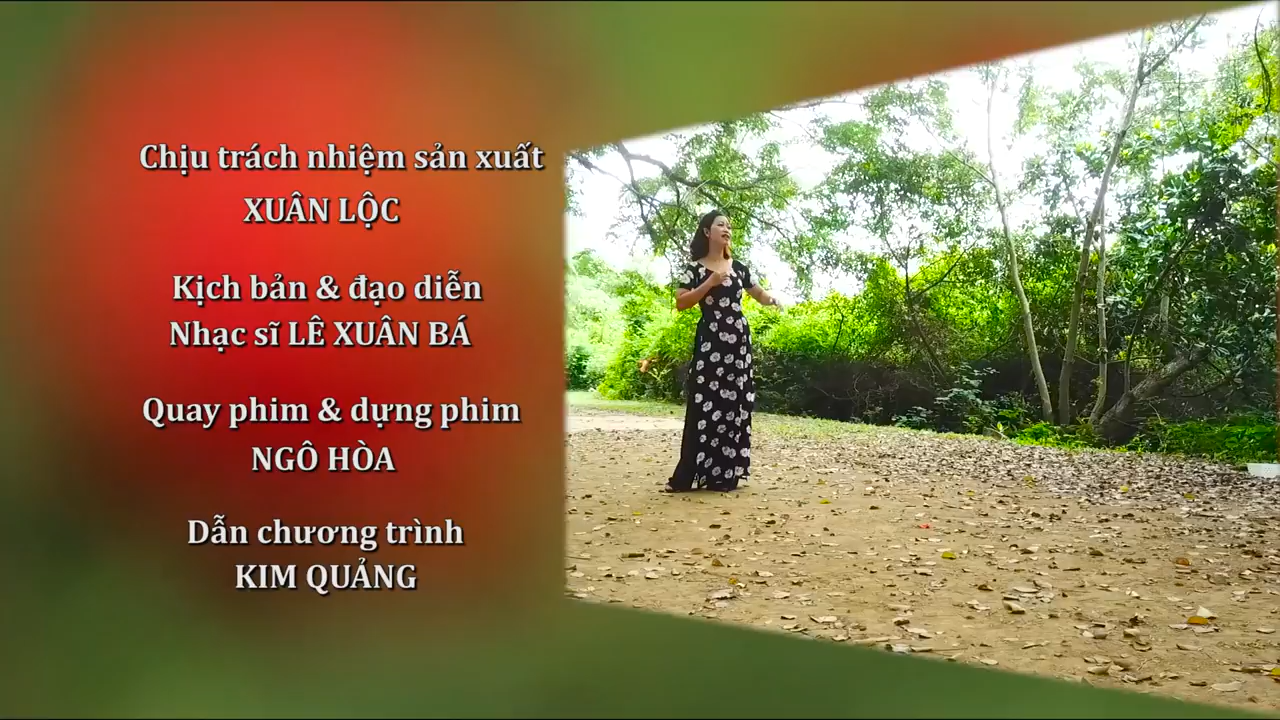 Chịu trách nhiệm sản xuất
XUÂN LỘC
Kịch bản & đạo diễn
Nhạc sĩ LÊ XUÂN BÁ
Quay phim & dựng phim
NGÔ HÒA
Dẫn chương trình
KIM QUẢNG